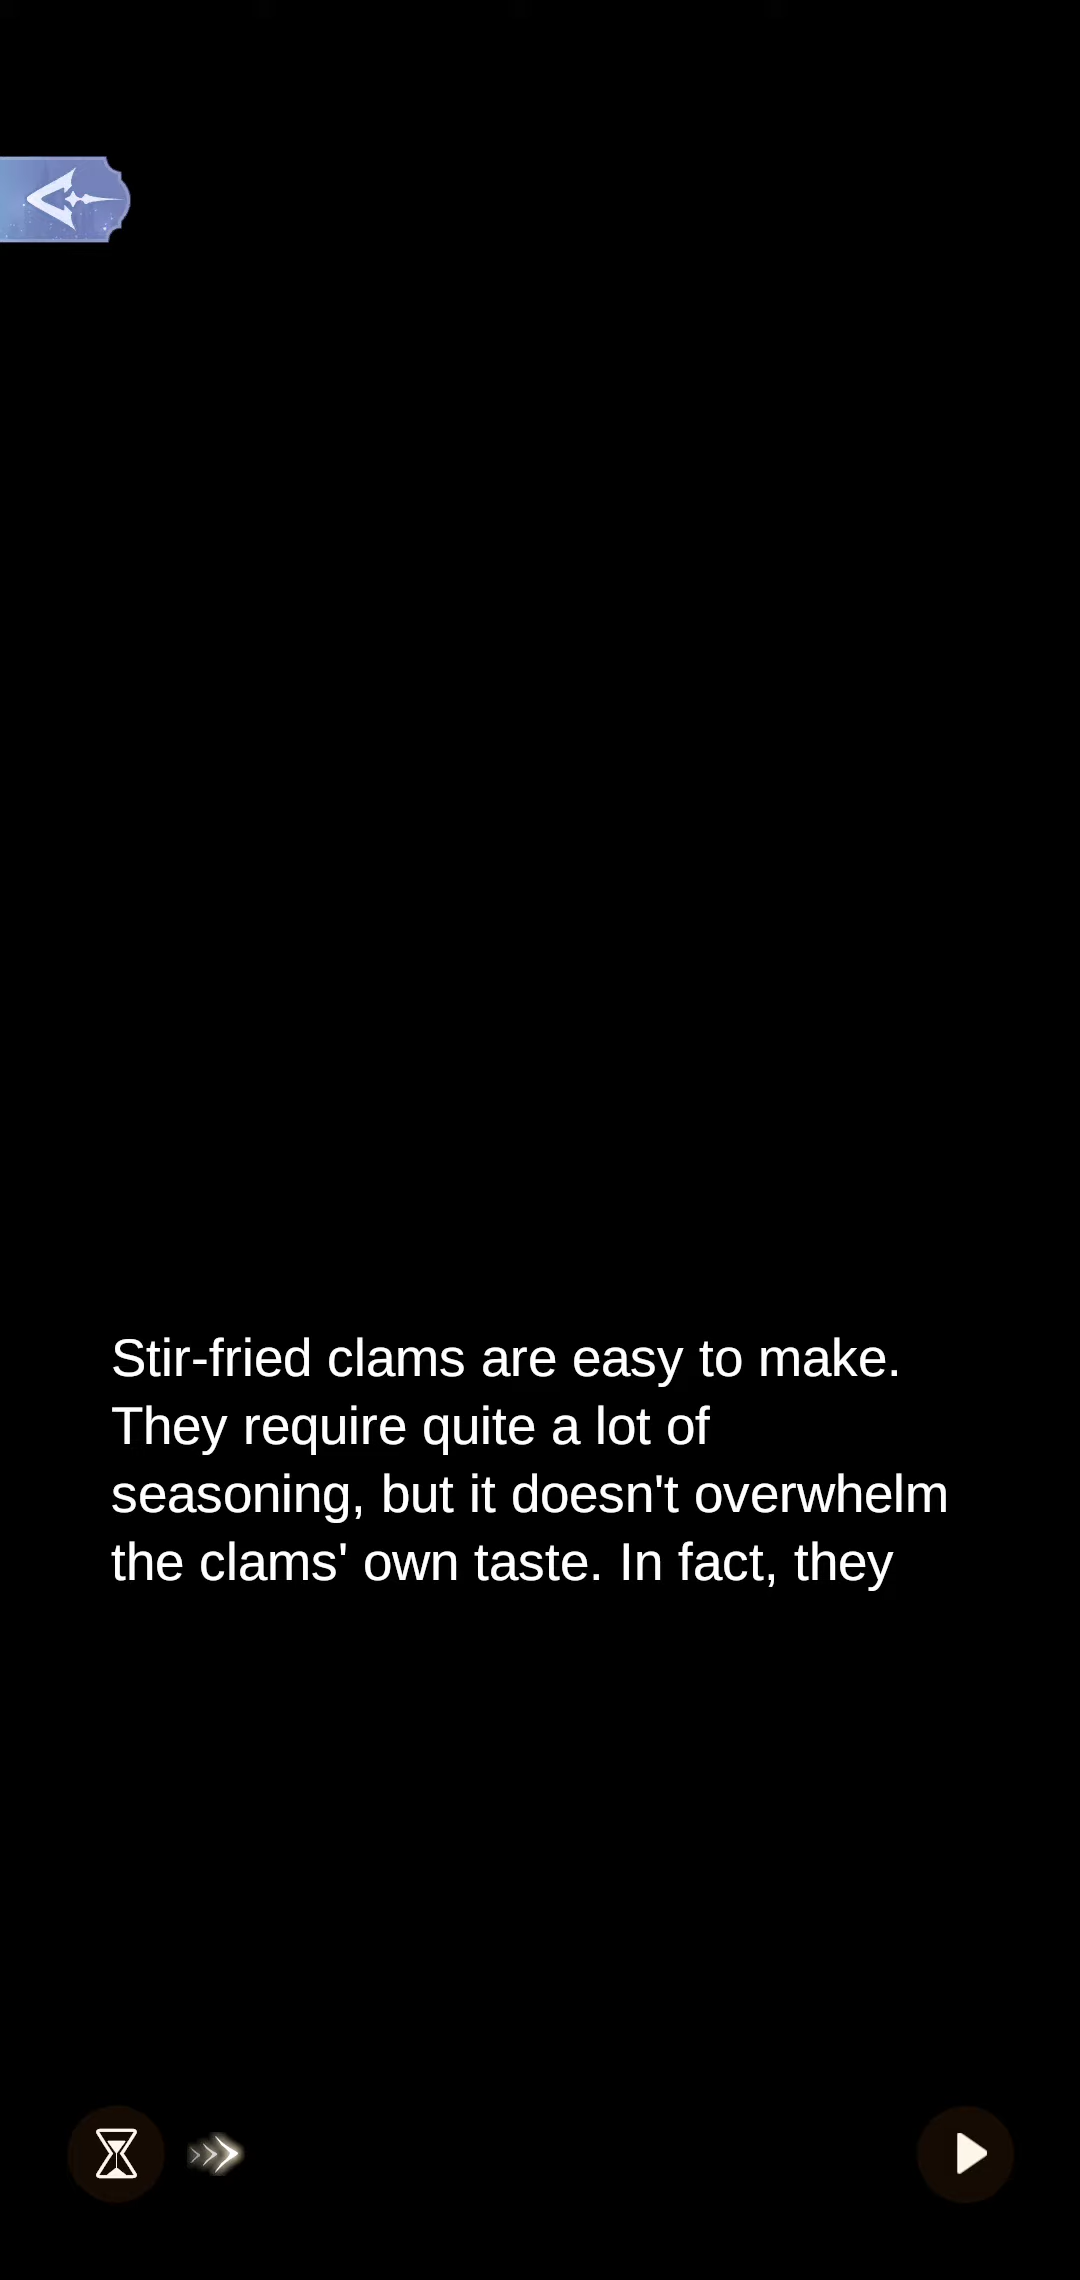 Stir-fried clams are easy to make.
They require quite a lot of
seasoning, but it doesn't overwhelm
the clams' own taste. In fact, they